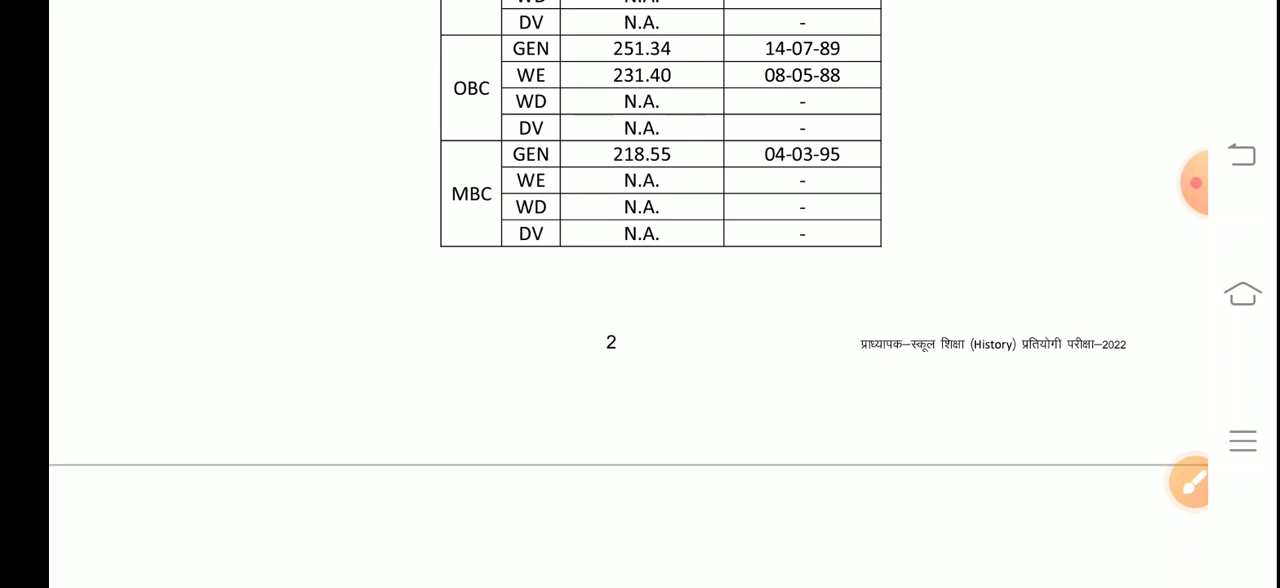 DV N.A. -
OBC GEN 251.34 14-07-89
WE 231.40 08-05-88
WD N.A. -
DV N.A. -
MBC GEN 218.55 04-03-95
WE N.A. -
WD N.A. -
DV N.A. -
2 प्राध्यापक–स्कूल शिक्षा (History) प्रतियोगी परीक्षा–2022